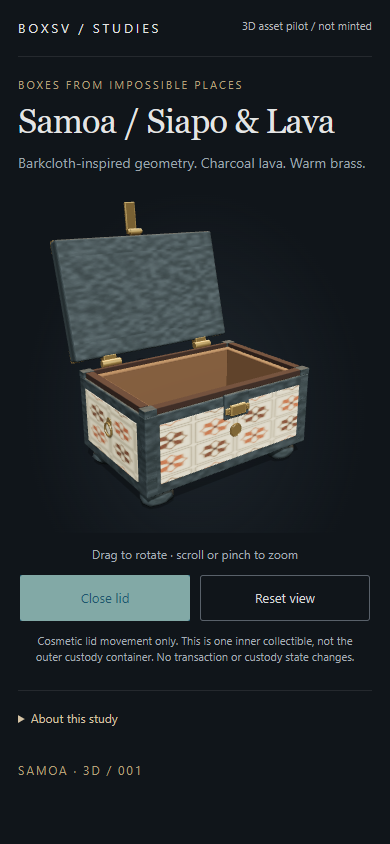 BOXSV / STUDIES
3D asset pilot / not minted
BOXES FROM IMPOSSIBLE PLACES
Samoa / Siapo & Lava
Barkcloth-inspired geometry. Charcoal lava. Warm brass.
Drag to rotate · scroll or pinch to zoom
Close lid
Reset view
Cosmetic lid movement only. This is one inner collectible, not the
outer custody container. No transaction or custody state changes.
About this study
SAMOA · 3D / 001